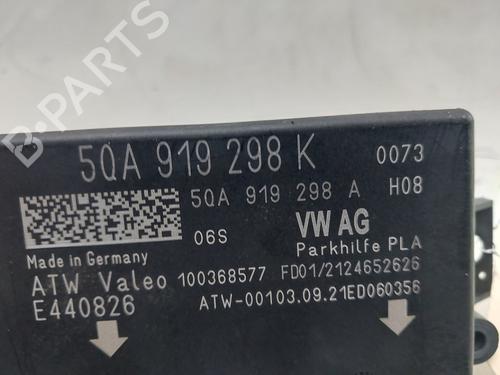 5QA 919 298 K 0073
5QA 919 298 A H08
06S VW AG
Parkhilfe PLA
Made in Germany
ATW Valeo 100368577 FD01/2124652626
E440826 ATW-00103.09.21ED060356
B-PARTS